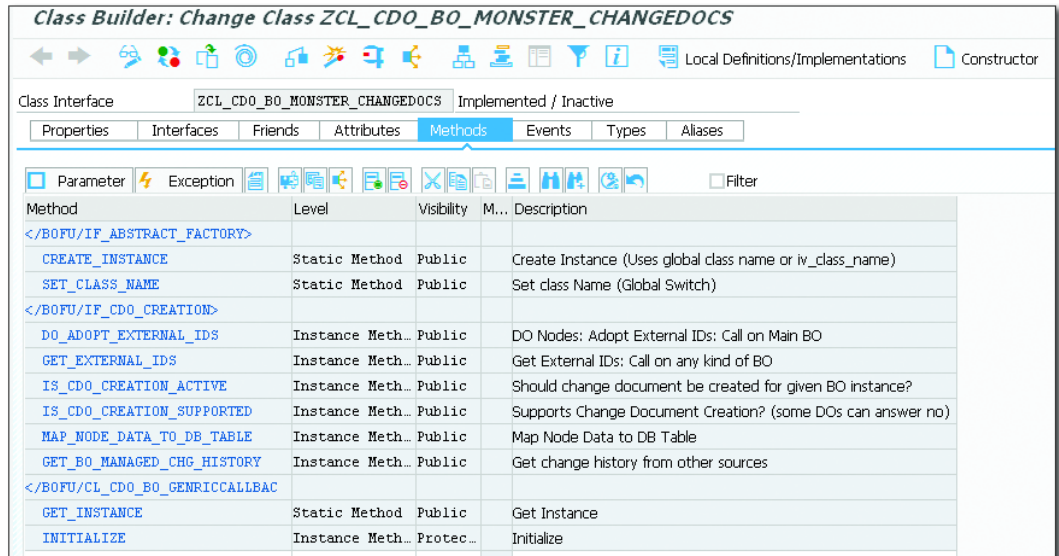 Class Builder: Change Class ZCL_CDO_BO_MONSTER_CHANGEDOCS
Local Definitions/Implementations Constructor
Class Interface ZCL_CDO_BO_MONSTER_CHANGEDOCS Implemented / Inactive
Properties Interfaces Friends Attributes Methods Events Types Aliases
Parameter Exception Filter
Method Level Visibility M... Description
</BOFU/IF_ABSTRACT_FACTORY>
CREATE_INSTANCE Static Method Public Create Instance (Uses global class name or iv_class_name)
SET_CLASS_NAME Static Method Public Set class Name (Global Switch)
</BOFU/IF_CDO_CREATION>
DO_ADOPT_EXTERNAL_IDS Instance Meth… Public DO Nodes: Adopt External IDs: Call on Main BO
GET_EXTERNAL_IDS Instance Meth… Public Get External IDs: Call on any kind of BO
IS_CDO_CREATION_ACTIVE Instance Meth… Public Should change document be created for given BO instance?
IS_CDO_CREATION_SUPPORTED Instance Meth… Public Supports Change Document Creation? (some DOs can answer no)
MAP_NODE_DATA_TO_DB_TABLE Instance Meth… Public Map Node Data to DB Table
GET_BO_MANAGED_CHG_HISTORY Instance Meth… Public Get change history from other sources
</BOFU/CL_CDO_BO_GENRICCALLBAC
GET_INSTANCE Static Method Public Get Instance
INITIALIZE Instance Meth… Protec… Initialize